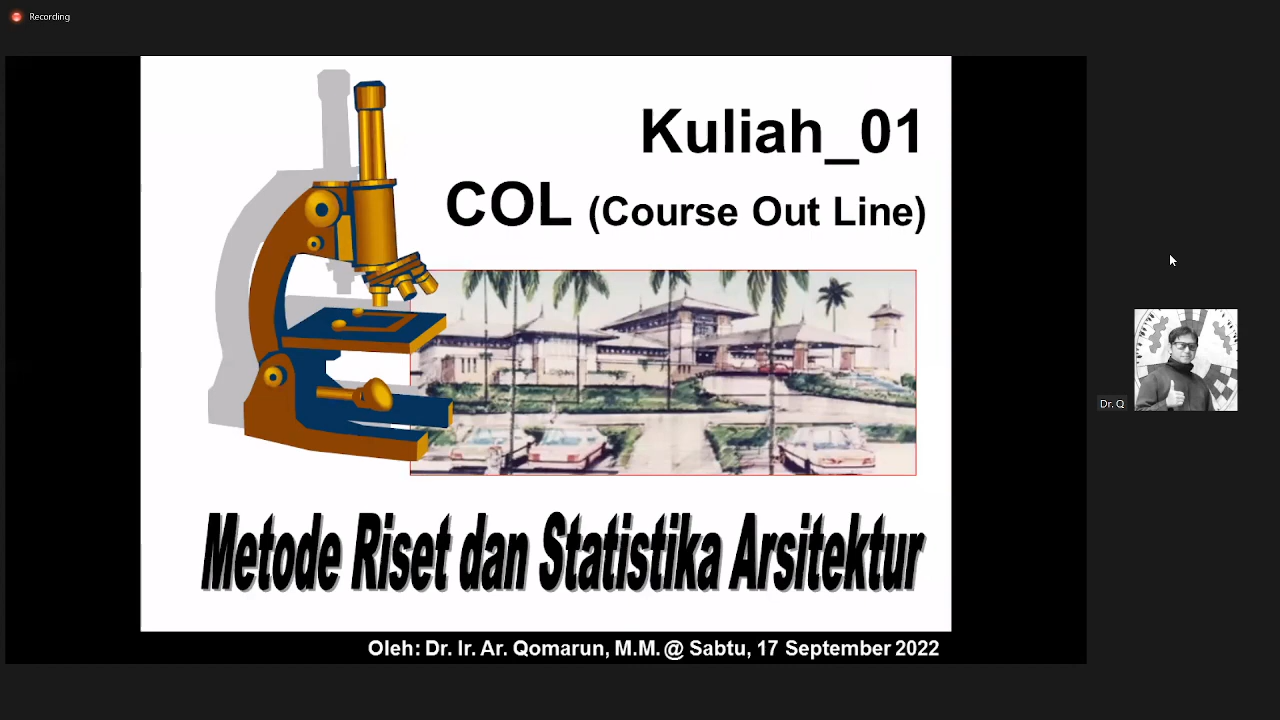 Recording
Kuliah_01
COL (Course Out Line)
Metode Riset dan Statistika Arsitektur
Oleh: Dr. Ir. Ar. Qomarun, M.M. @ Sabtu, 17 September 2022
Dr. Q